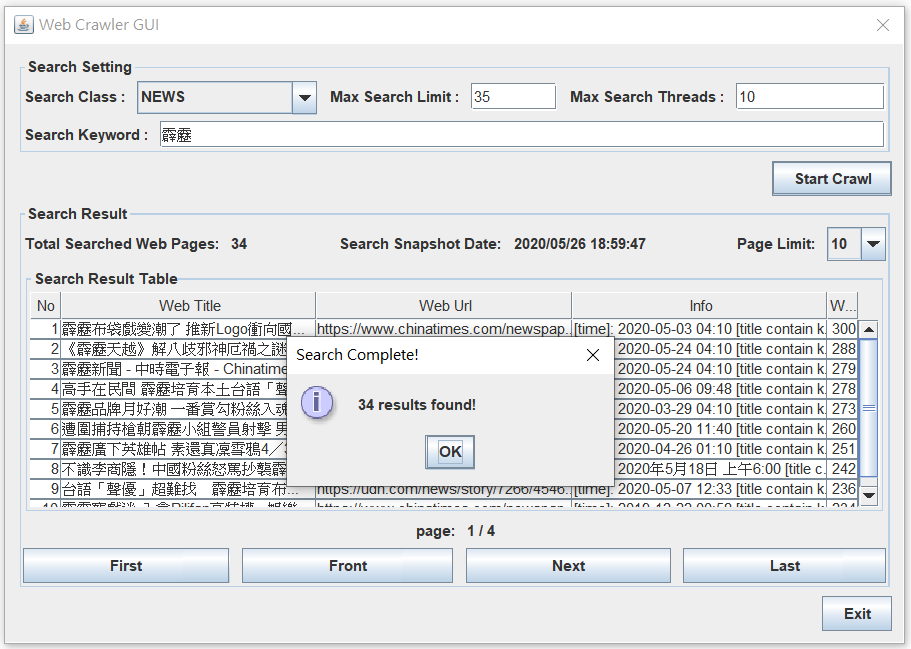 Web Crawler GUI
Search Setting
Search Class : NEWS Max Search Limit : 35 Max Search Threads : 10
Search Keyword : 霹靂
Start Crawl
Search Result
Total Searched Web Pages: 34 Search Snapshot Date: 2020/05/26 18:59:47 Page Limit: 10
Search Result Table
No Web Title Web Url Info W...
1 霹靂布袋戲變潮了 推新Logo衝向國... https://www.chinatimes.com/newspap... [time]: 2020-05-03 04:10 [title contain k... 300
2 《霹靂天越》解八歧邪神厄禍之謎 2020-05-24 04:10 [title contain k... 288
3 霹靂新聞 - 中時電子報 - Chinatime 2020-05-24 04:10 [title contain k... 279
4 高手在民間 霹靂培育本土台語「聲 2020-05-06 09:48 [title contain k... 278
5 霹靂品牌月好潮 一番賞勾粉絲入魂 2020-03-29 04:10 [title contain k... 273
6 遭圍捕持槍朝霹靂小組警員射擊 男 2020-05-20 11:40 [title contain k... 260
7 霹靂廣下英雄帖 素還真凜雪鴉4／ 2020-04-26 01:10 [title contain k... 251
8 不識李商隱！中國粉絲怒罵抄襲霹 2020年5月18日 上午6:00 [title c... 242
9 台語「聲優」超難找 霹靂培育布... https://udn.com/news/story/7266/4546... [time]: 2020-05-07 12:33 [title contain k... 236
Search Complete!
34 results found!
OK
page: 1 / 4
First Front Next Last
Exit